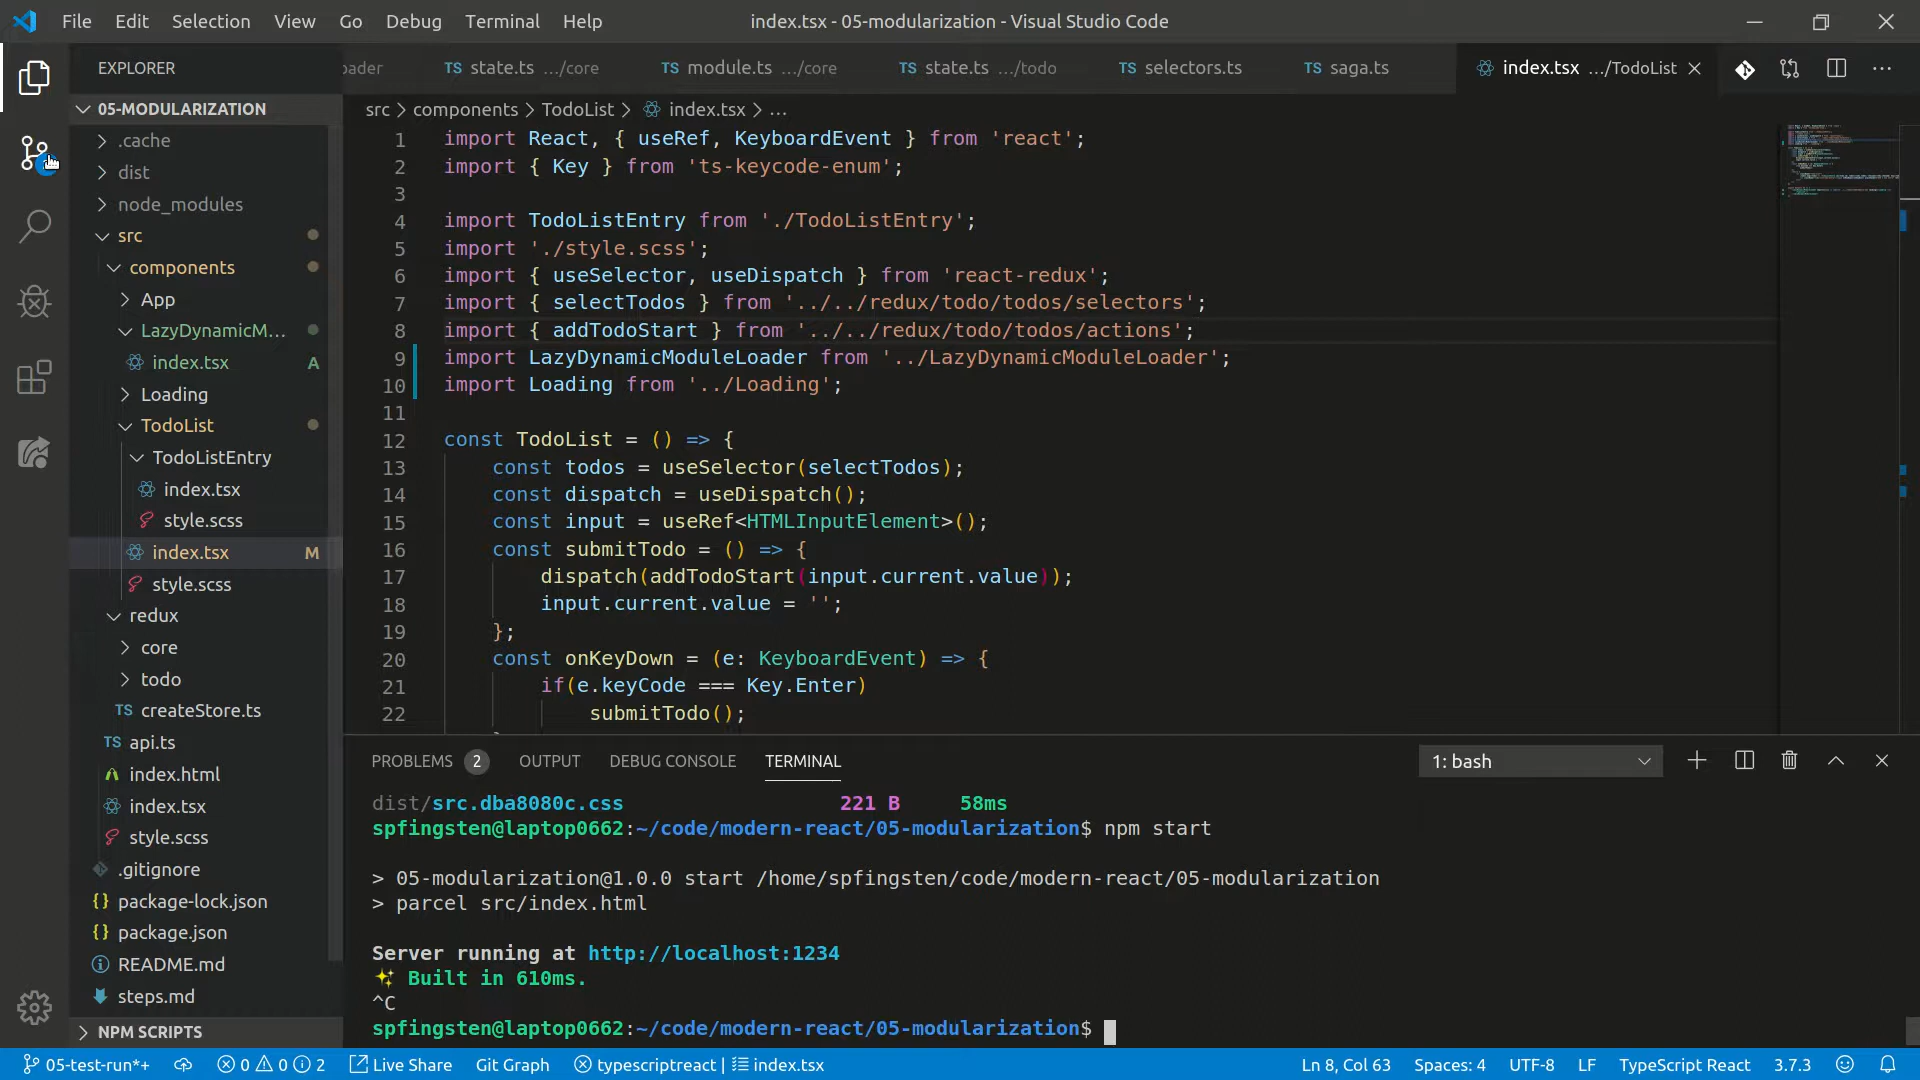 File Edit Selection View Go Debug Terminal Help
index.tsx - 05-modularization - Visual Studio Code
EXPLORER
05-MODULARIZATION
.cache
dist
node_modules
src
components
App
LazyDynamicM...
index.tsx A
Loading
TodoList
TodoListEntry
index.tsx
style.scss
index.tsx M
style.scss
redux
core
todo
TS createStore.ts
TS api.ts
index.html
index.tsx
style.scss
.gitignore
{} package-lock.json
{} package.json
README.md
steps.md
NPM SCRIPTS
TS state.ts .../core
TS module.ts .../core
TS state.ts .../todo
TS selectors.ts
TS saga.ts
index.tsx .../TodoList
src > components > TodoList > index.tsx > ...
1 import React, { useRef, KeyboardEvent } from 'react';
2 import { Key } from 'ts-keycode-enum';
3
4 import TodoListEntry from './TodoListEntry';
5 import './style.scss';
6 import { useSelector, useDispatch } from 'react-redux';
7 import { selectTodos } from '../../redux/todo/todos/selectors';
8 import { addTodoStart } from '../../redux/todo/todos/actions';
9 import LazyDynamicModuleLoader from '../LazyDynamicModuleLoader';
10 import Loading from '../Loading';
11
12 const TodoList = () => {
13 const todos = useSelector(selectTodos);
14 const dispatch = useDispatch();
15 const input = useRef<HTMLInputElement>();
16 const submitTodo = () => {
17 dispatch(addTodoStart(input.current.value));
18 input.current.value = '';
19 };
20 const onKeyDown = (e: KeyboardEvent) => {
21 if(e.keyCode === Key.Enter)
22 submitTodo();
PROBLEMS 2 OUTPUT DEBUG CONSOLE TERMINAL
1: bash
dist/src.dba8080c.css 221 B 58ms
spfingsten@laptop0662:~/code/modern-react/05-modularization$ npm start
> 05-modularization@1.0.0 start /home/spfingsten/code/modern-react/05-modularization
> parcel src/index.html
Server running at http://localhost:1234
✨ Built in 610ms.
^C
spfingsten@laptop0662:~/code/modern-react/05-modularization$
05-test-run*+ 0 0 2 Live Share Git Graph typescriptreact | index.tsx Ln 8, Col 63 Spaces: 4 UTF-8 LF TypeScript React 3.7.3